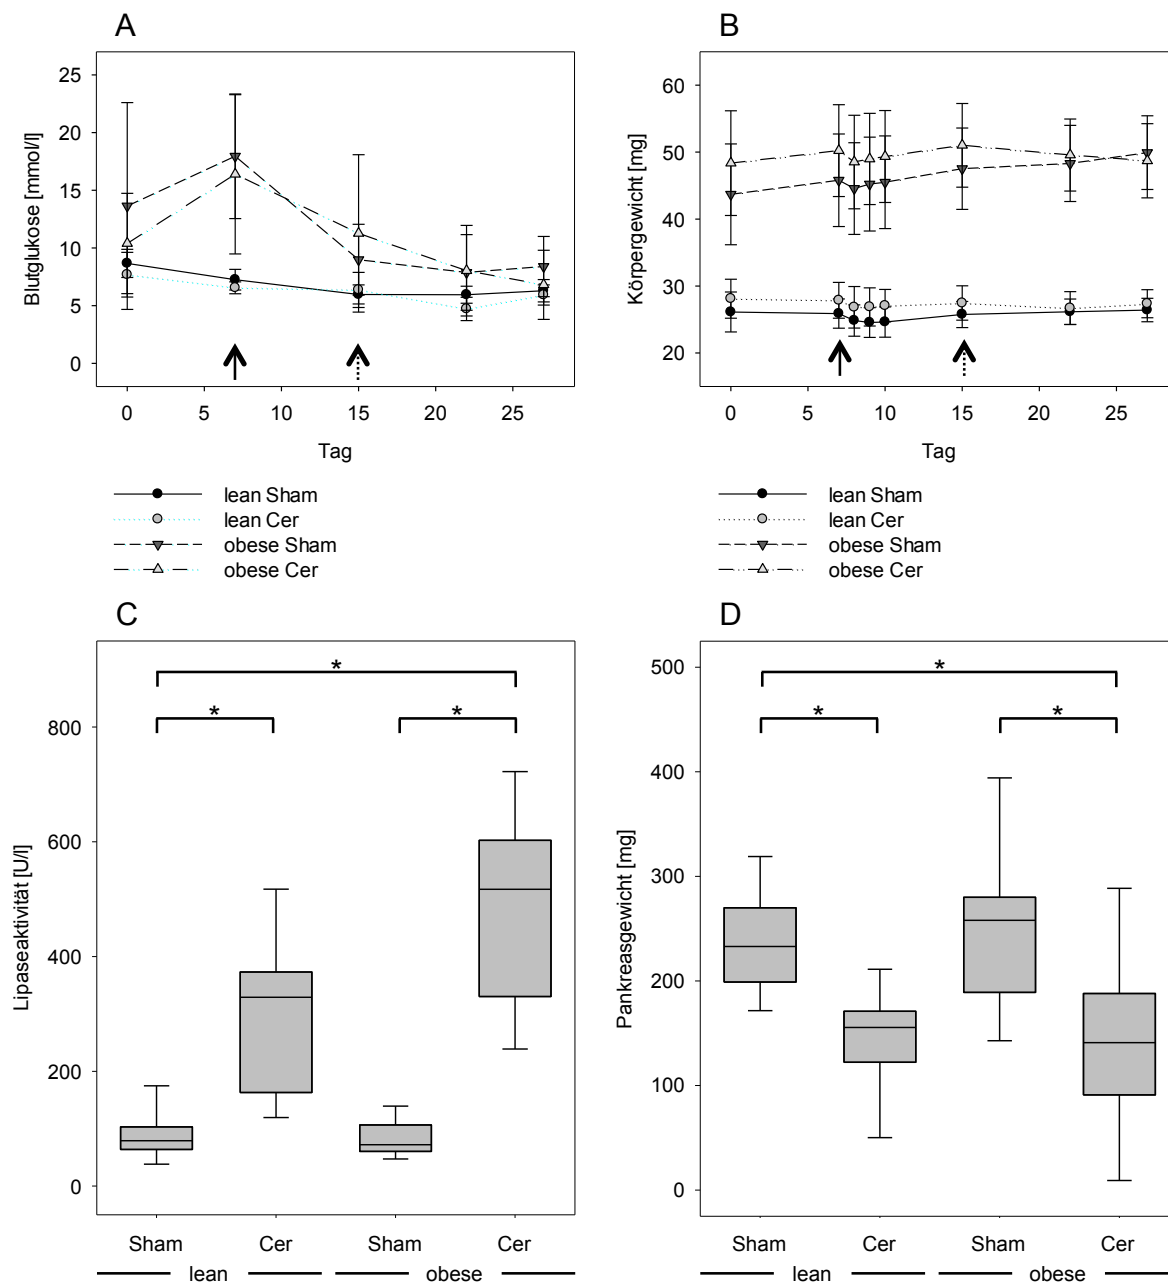 A
Blutglukose [mmol/l]
25
20
15
10
5
0
0 5 10 15 20 25
Tag
lean Sham
lean Cer
obese Sham
obese Cer
B
Körpergewicht [mg]
60
50
40
30
20
0 5 10 15 20 25
Tag
lean Sham
lean Cer
obese Sham
obese Cer
C
Lipaseaktivität [U/l]
*
* *
800
600
400
200
0
Sham Cer Sham Cer
lean obese
D
Pankreasgewicht [mg]
*
* *
500
400
300
200
100
0
Sham Cer Sham Cer
lean obese